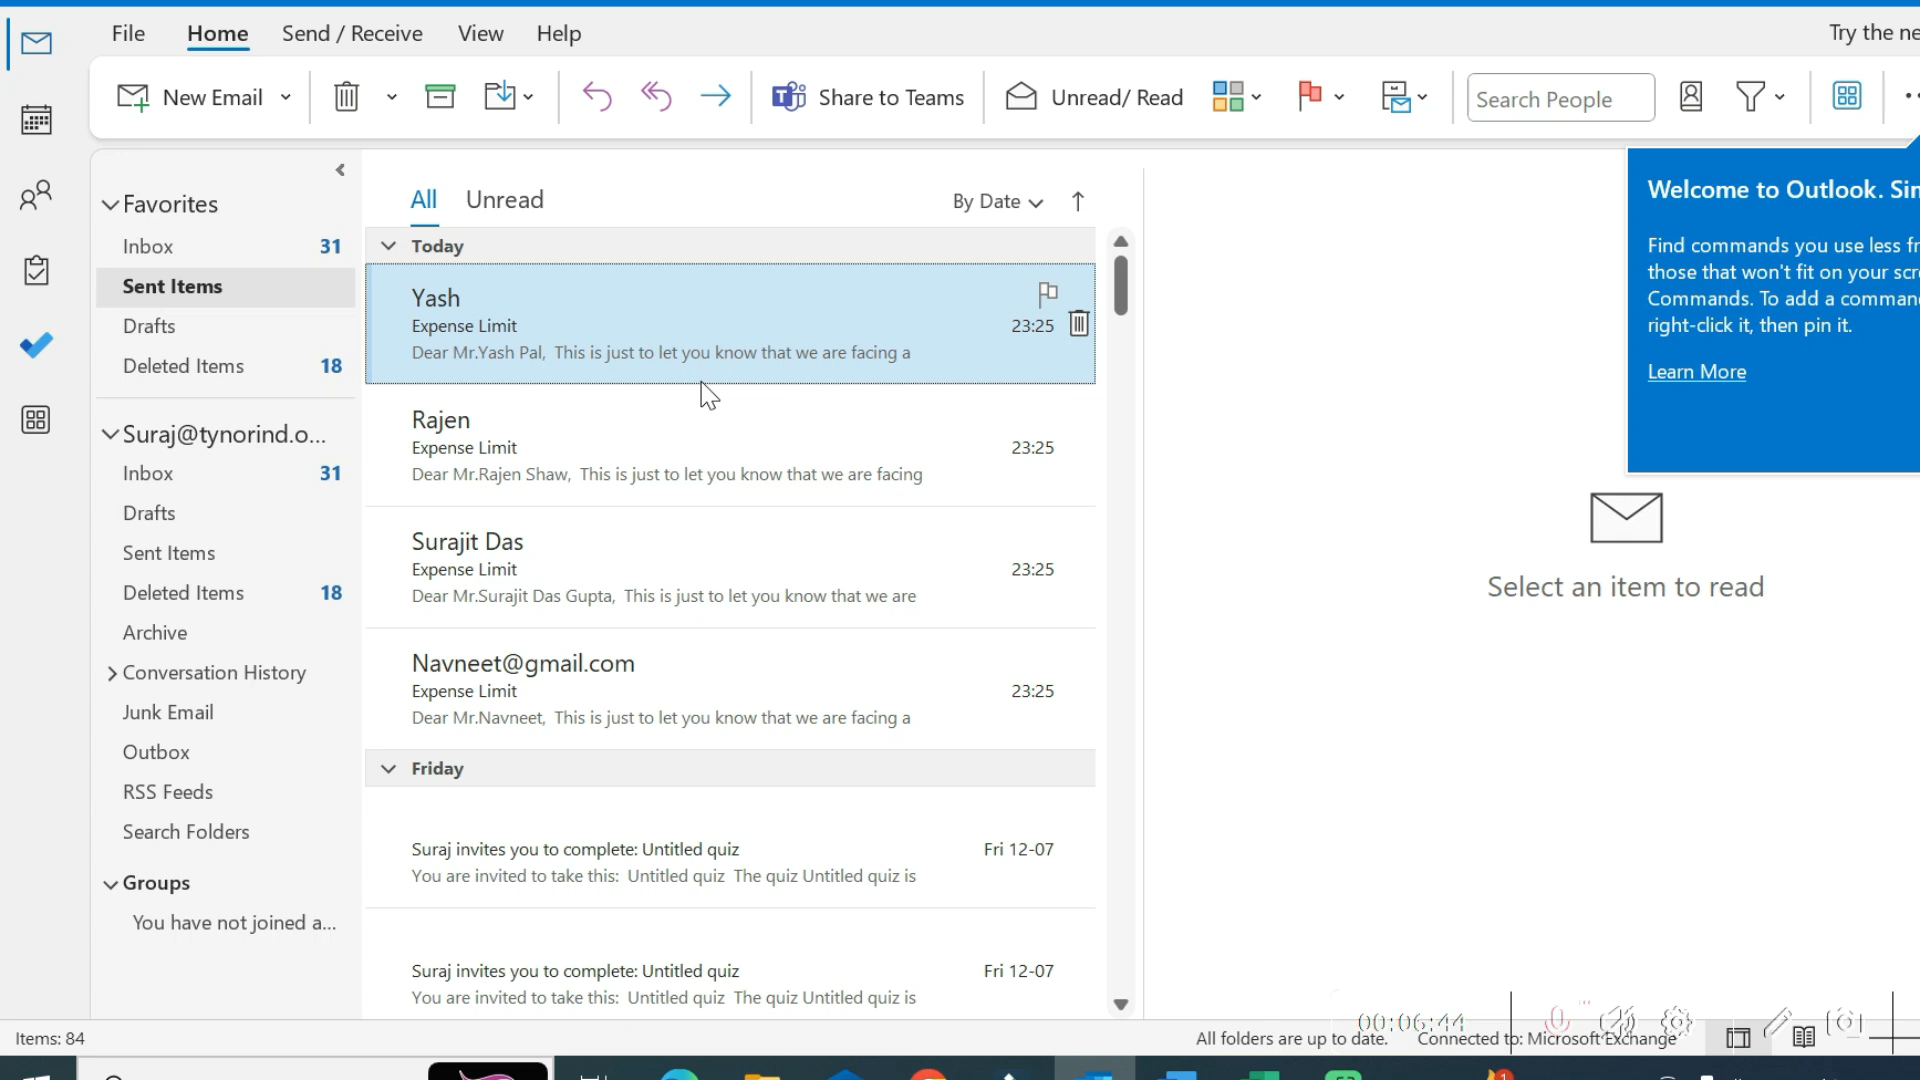 File Home Send / Receive View Help
Try the ne
New Email
Share to Teams
Unread/ Read
Search People
Favorites
Inbox 31
Sent Items
Drafts
Deleted Items 18
Suraj@tynorind.o...
Inbox 31
Drafts
Sent Items
Deleted Items 18
Archive
Conversation History
Junk Email
Outbox
RSS Feeds
Search Folders
Groups
You have not joined a...
All Unread By Date
Today
Yash
Expense Limit 23:25
Dear Mr.Yash Pal, This is just to let you know that we are facing a
Rajen
Expense Limit 23:25
Dear Mr.Rajen Shaw, This is just to let you know that we are facing
Surajit Das
Expense Limit 23:25
Dear Mr.Surajit Das Gupta, This is just to let you know that we are
Navneet@gmail.com
Expense Limit 23:25
Dear Mr.Navneet, This is just to let you know that we are facing a
Friday
Suraj invites you to complete: Untitled quiz Fri 12-07
You are invited to take this: Untitled quiz The quiz Untitled quiz is
Suraj invites you to complete: Untitled quiz Fri 12-07
You are invited to take this: Untitled quiz The quiz Untitled quiz is
Welcome to Outlook. Sim
Find commands you use less fr
those that won't fit on your scre
Commands. To add a comman
right-click it, then pin it.
Learn More
Select an item to read
00:06:44
Items: 84
All folders are up to date. Connected to: Microsoft Exchange